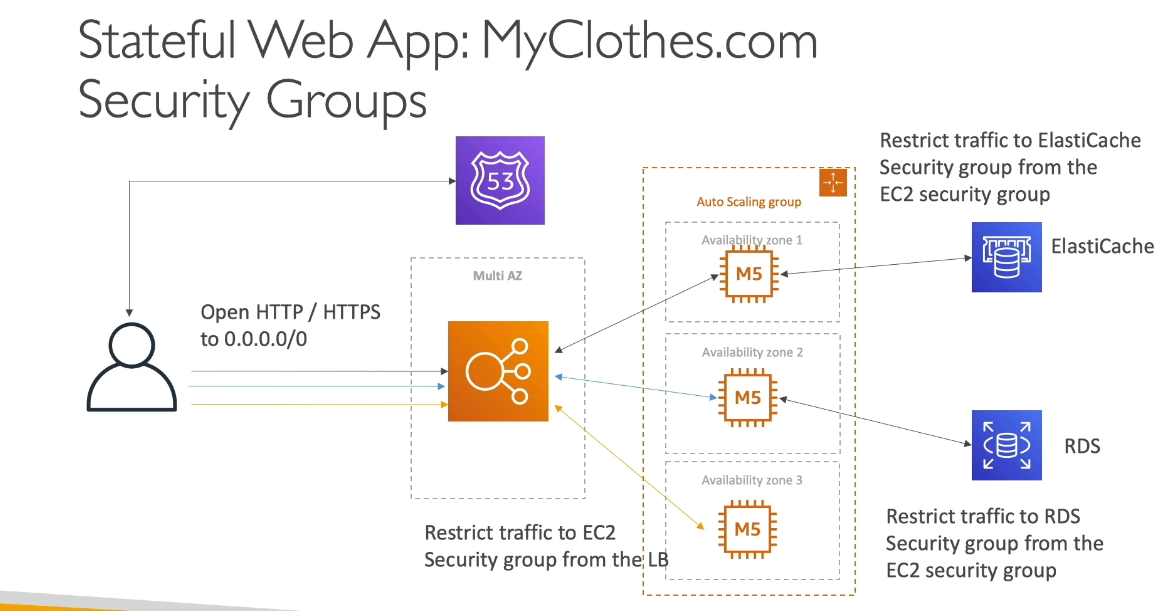 Stateful Web App: MyClothes.com
Security Groups
53
Restrict traffic to ElastiCache
Security group from the
EC2 security group
Auto Scaling group
Availability zone 1
M5
ElastiCache
Multi AZ
Open HTTP / HTTPS
to 0.0.0.0/0
Availability zone 2
M5
RDS
Availability zone 3
M5
Restrict traffic to EC2
Security group from the LB
Restrict traffic to RDS
Security group from the
EC2 security group